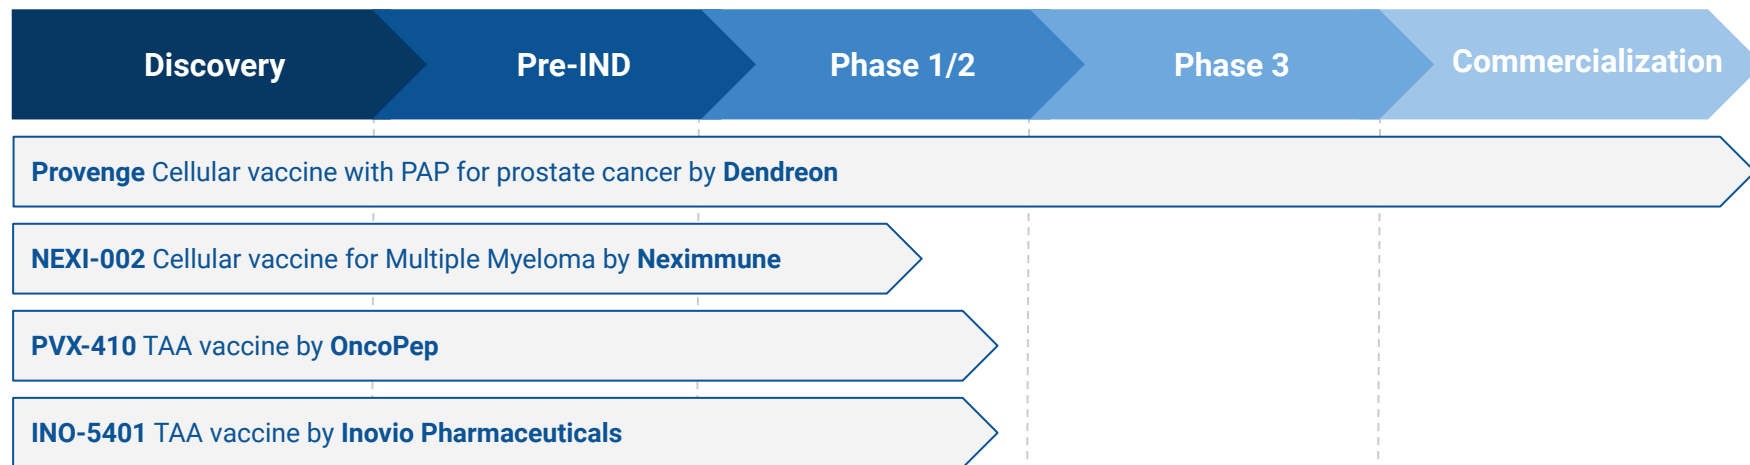 Discovery
Pre-IND
Phase 1/2
Phase 3
Commercialization
Provenge Cellular vaccine with PAP for prostate cancer by Dendreon
NEXI-002 Cellular vaccine for Multiple Myeloma by Neximmune
PVX-410 TAA vaccine by OncoPep
INO-5401 TAA vaccine by Inovio Pharmaceuticals